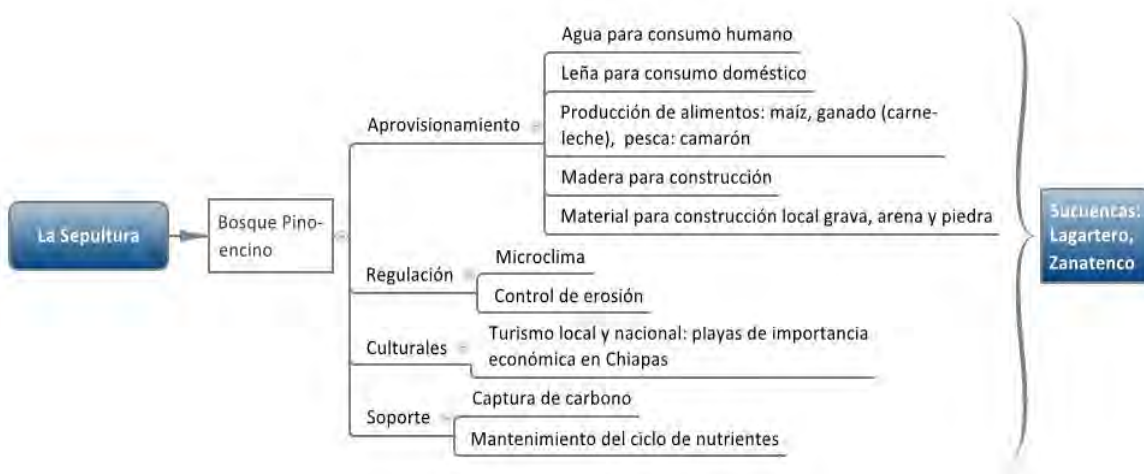 La Sepultura
Bosque Pino-
encino
Aprovisionamiento
Agua para consumo humano
Leña para consumo doméstico
Producción de alimentos: maíz, ganado (carne-
leche), pesca: camarón
Madera para construcción
Material para construcción local grava, arena y piedra
Regulación
Microclima
Control de erosión
Culturales
Turismo local y nacional: playas de importancia
económica en Chiapas
Soporte
Captura de carbono
Mantenimiento del ciclo de nutrientes
Sucuencas:
Lagartero,
Zanatenco